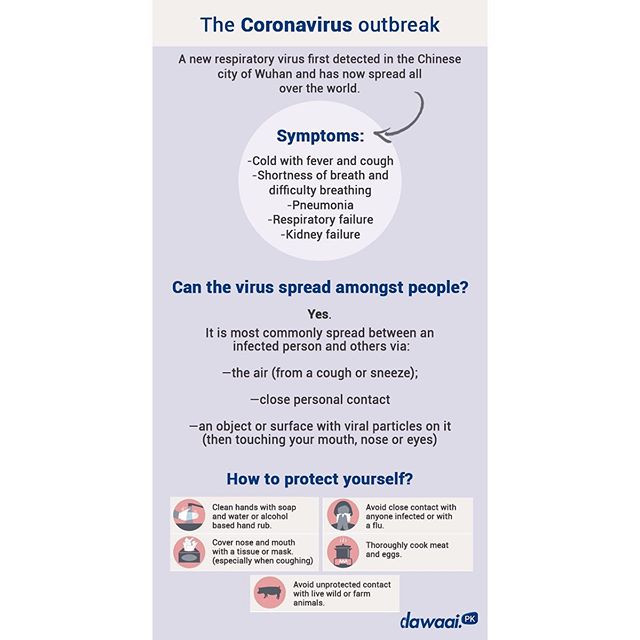 The Coronavirus outbreak
A new respiratory virus first detected in the Chinese
city of Wuhan and has now spread all
over the world.
Symptoms:
-Cold with fever and cough
-Shortness of breath and
difficulty breathing
-Pneumonia
-Respiratory failure
-Kidney failure
Can the virus spread amongst people?
Yes.
It is most commonly spread between an
infected person and others via:
—the air (from a cough or sneeze);
—close personal contact
—an object or surface with viral particles on it
(then touching your mouth, nose or eyes)
How to protect yourself?
Clean hands with soap
and water or alcohol
based hand rub.
Avoid close contact with
anyone infected or with
a flu.
Cover nose and mouth
with a tissue or mask.
(especially when coughing)
Thoroughly cook meat
and eggs.
Avoid unprotected contact
with live wild or farm
animals.
dawaai.PK